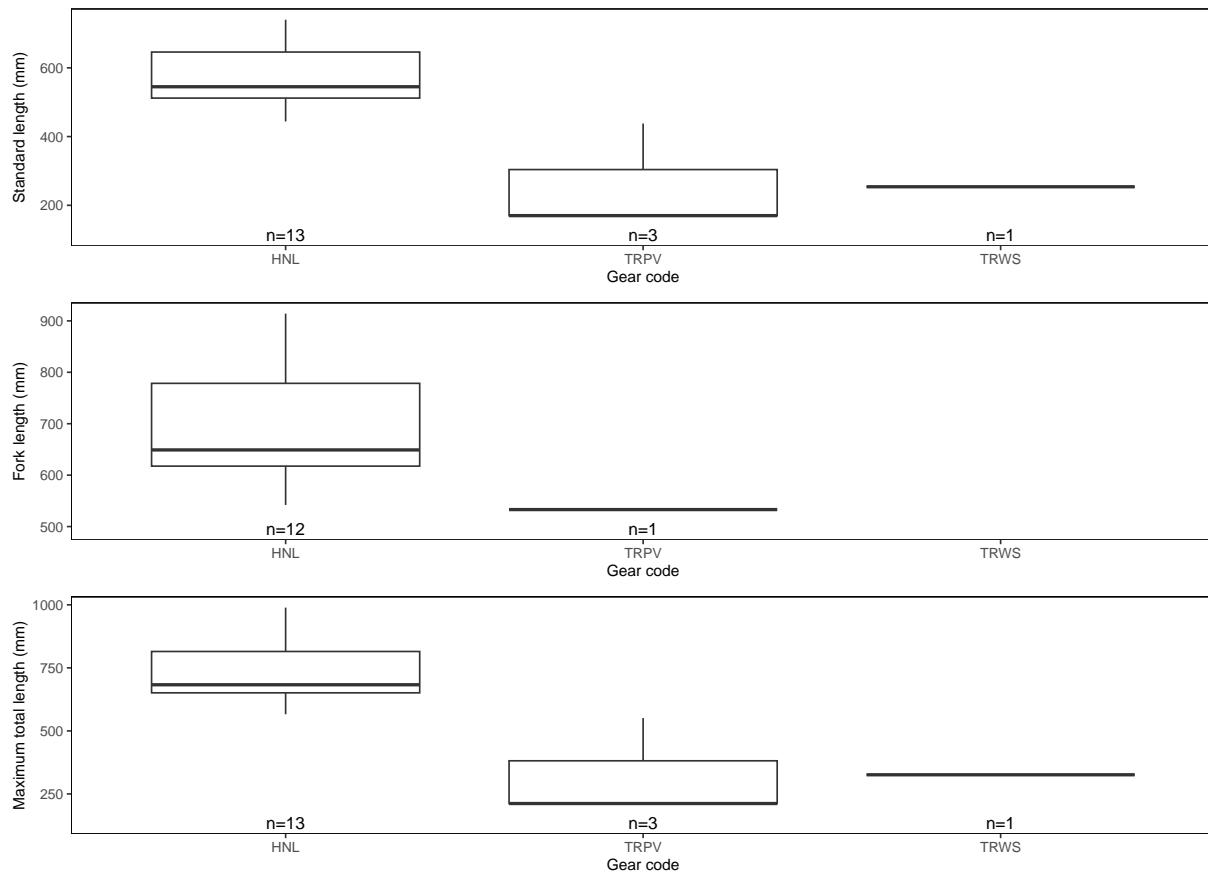 Standard length (mm)
600
400
200
n=13
n=3
n=1
HNL
TRPV
TRWS
Gear code
Fork length (mm)
900
800
700
600
500
n=12
n=1
HNL
TRPV
TRWS
Gear code
Maximum total length (mm)
1000
750
500
250
n=13
n=3
n=1
HNL
TRPV
TRWS
Gear code